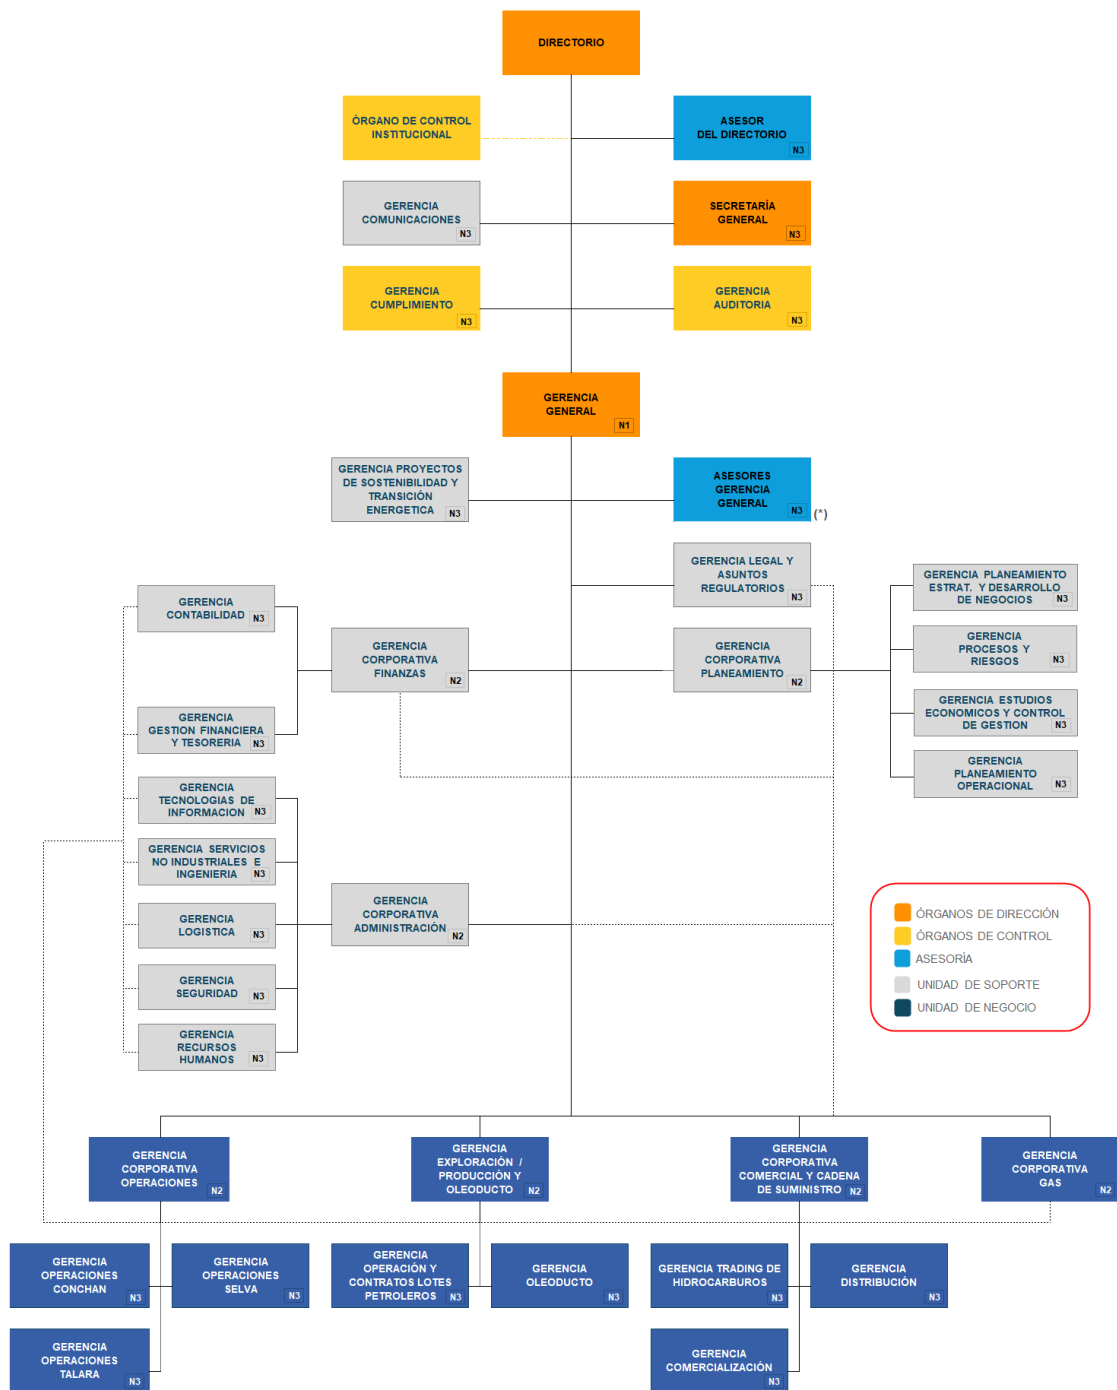 DIRECTORIO
ÓRGANO DE CONTROL
INSTITUCIONAL
ASESOR
DEL DIRECTORIO
N3
GERENCIA
COMUNICACIONES
N3
SECRETARÍA
GENERAL
N3
GERENCIA
CUMPLIMIENTO
N3
GERENCIA
AUDITORIA
N3
GERENCIA
GENERAL
N1
GERENCIA PROYECTOS
DE SOSTENIBILIDAD Y
TRANSICIÓN
ENERGETICA
N3
ASESORES
GERENCIA
GENERAL
N3
(*)
GERENCIA LEGAL Y
ASUNTOS
REGULATORIOS
N3
GERENCIA
CONTABILIDAD
N3
GERENCIA
CORPORATIVA
FINANZAS
N2
GERENCIA
CORPORATIVA
PLANEAMIENTO
N2
GERENCIA PLANEAMIENTO
ESTRAT. Y DESARROLLO
DE NEGOCIOS
N3
GERENCIA
PROCESOS Y
RIESGOS
N3
GERENCIA
GESTION FINANCIERA
Y TESORERIA
N3
GERENCIA ESTUDIOS
ECONOMICOS Y CONTROL
DE GESTION
N3
GERENCIA
PLANEAMIENTO
OPERACIONAL
N3
GERENCIA
TECNOLOGIAS DE
INFORMACION
N3
GERENCIA SERVICIOS
NO INDUSTRIALES E
INGENIERIA
N3
GERENCIA
LOGISTICA
N3
GERENCIA
CORPORATIVA
ADMINISTRACIÓN
N2
GERENCIA
SEGURIDAD
N3
GERENCIA
RECURSOS
HUMANOS
N3
ÓRGANOS DE DIRECCIÓN
ÓRGANOS DE CONTROL
ASESORÍA
UNIDAD DE SOPORTE
UNIDAD DE NEGOCIO
GERENCIA
CORPORATIVA
OPERACIONES
N2
GERENCIA
EXPLORACIÓN /
PRODUCCIÓN Y
OLEODUCTO
N2
GERENCIA
CORPORATIVA
COMERCIAL Y CADENA
DE SUMINISTRO
N2
GERENCIA
CORPORATIVA
GAS
N2
GERENCIA
OPERACIONES
CONCHAN
N3
GERENCIA
OPERACIONES
SELVA
N3
GERENCIA
OPERACIÓN Y
CONTRATOS LOTES
PETROLEROS
N3
GERENCIA
OLEODUCTO
N3
GERENCIA TRADING DE
HIDROCARBUROS
N3
GERENCIA
DISTRIBUCIÓN
N3
GERENCIA
OPERACIONES
TALARA
N3
GERENCIA
COMERCIALIZACIÓN
N3